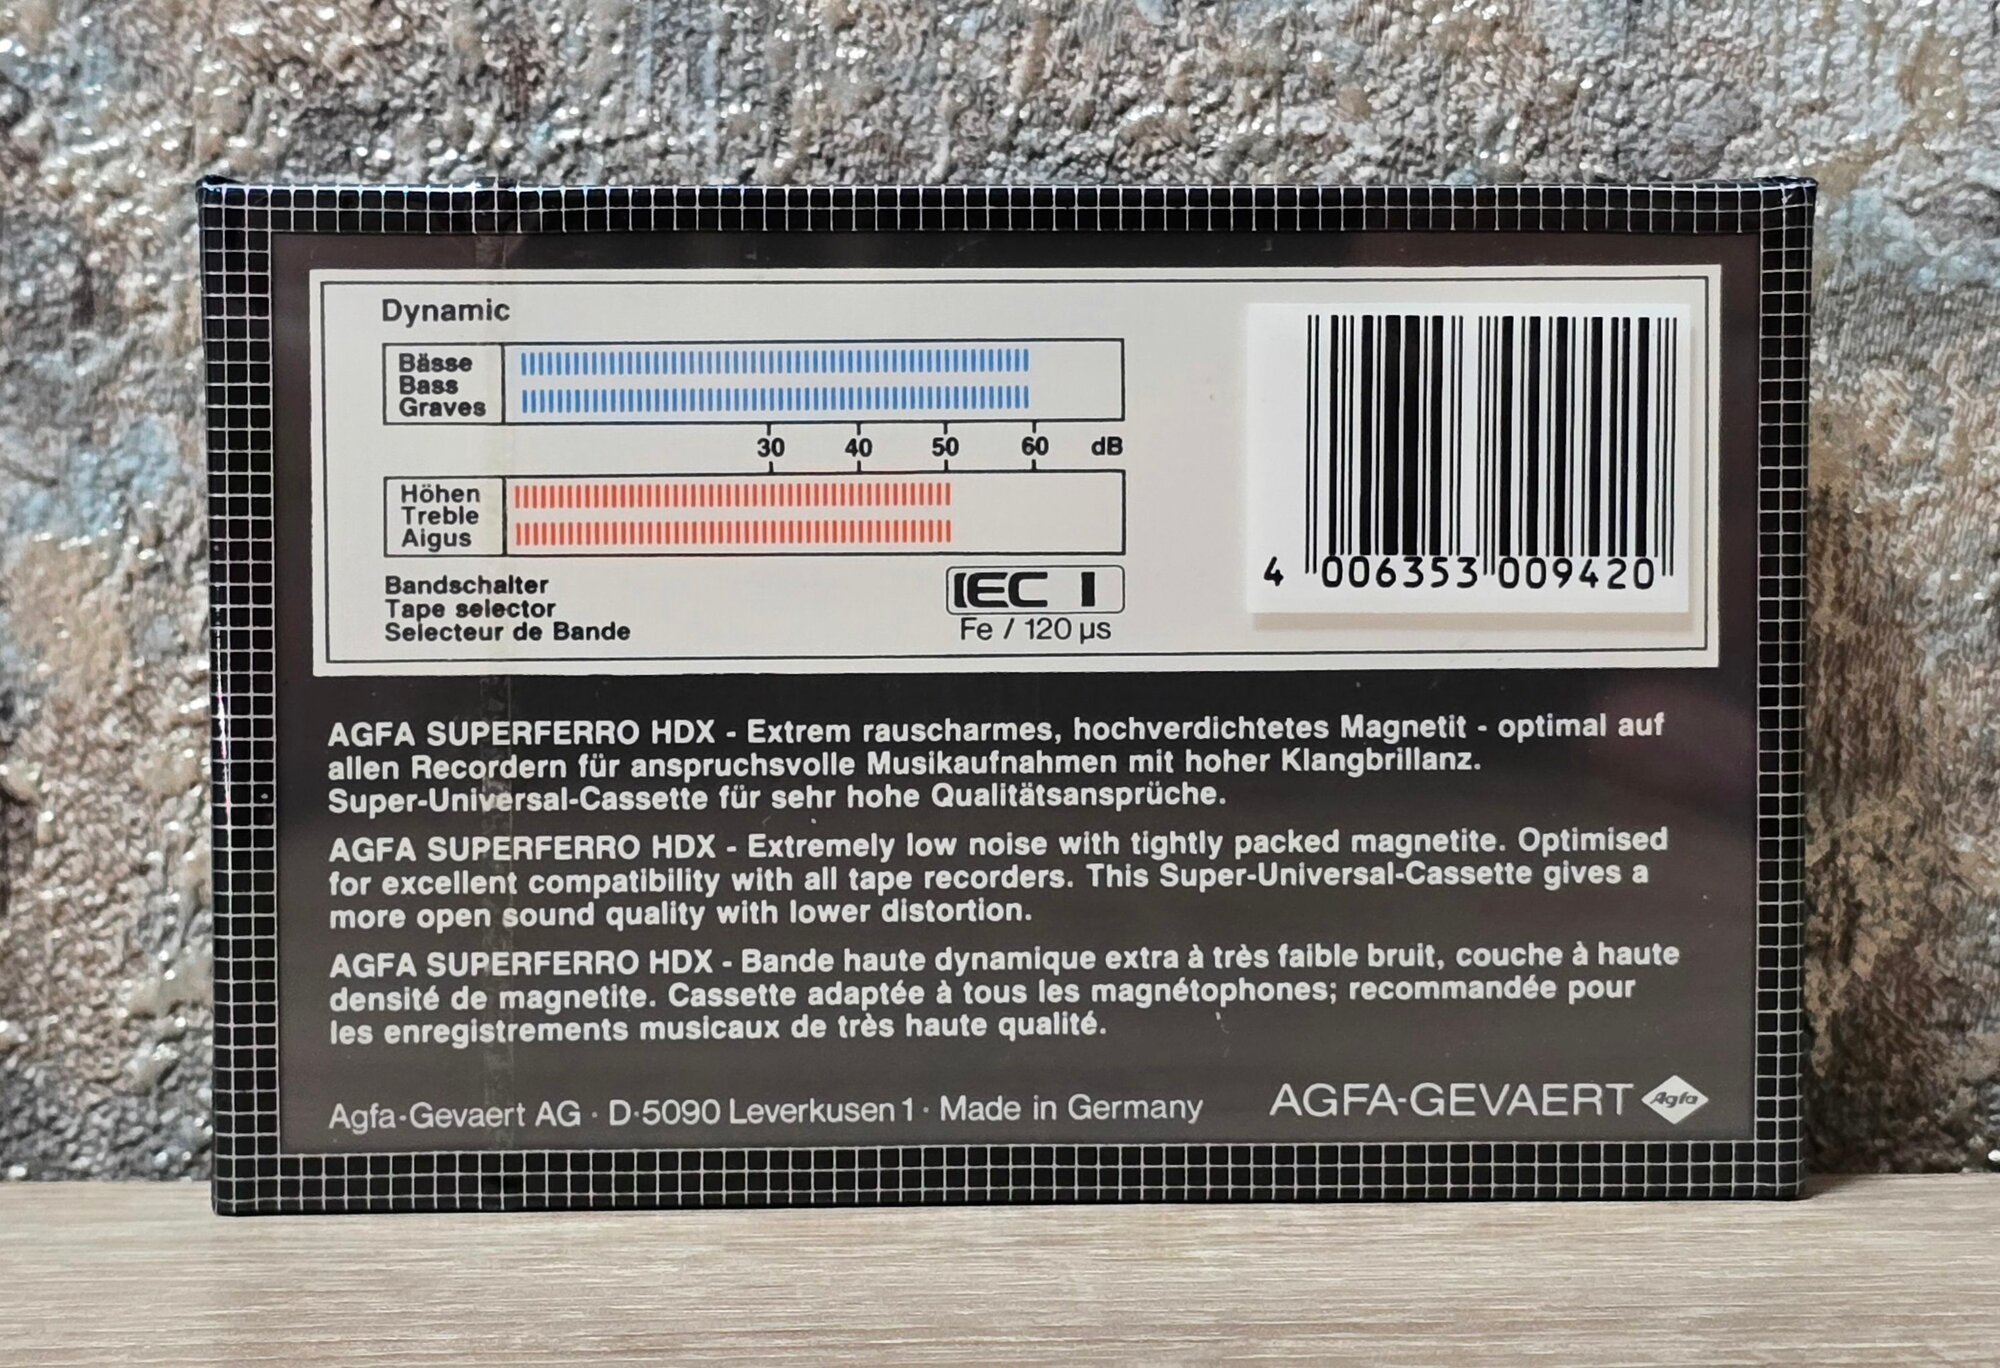 Dynamic
Bässe
Bass
Graves
30 40 50 60 dB
Höhen
Treble
Aigus
Bandschalter
Tape selector
Selecteur de Bande
IEC I
Fe / 120 µs
4 006353 009420
AGFA SUPERFERRO HDX - Extrem rauscharmes, hochverdichtetes Magnetit - optimal auf
allen Recordern für anspruchsvolle Musikaufnahmen mit hoher Klangbrillanz.
Super-Universal-Cassette für sehr hohe Qualitätsansprüche.
AGFA SUPERFERRO HDX - Extremely low noise with tightly packed magnetite. Optimised
for excellent compatibility with all tape recorders. This Super-Universal-Cassette gives a
more open sound quality with lower distortion.
AGFA SUPERFERRO HDX - Bande haute dynamique extra à très faible bruit, couche à haute
densité de magnetite. Cassette adaptée à tous les magnétophones; recommandée pour
les enregistrements musicaux de très haute qualité.
Agfa-Gevaert AG · D-5090 Leverkusen 1 · Made in Germany
AGFA-GEVAERT Agfa